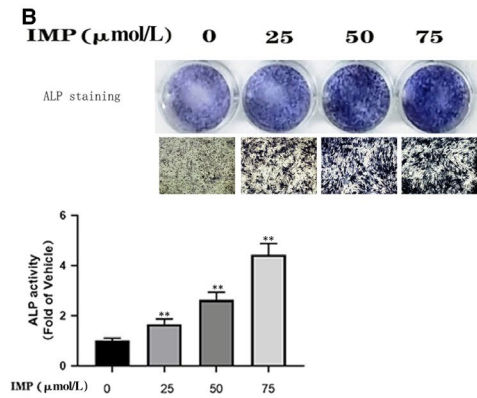 B
IMP (μmol/L) 0 25 50 75
ALP staining
6
4
2
0
ALP activity
(Fold of Vehicle)
**
**
**
IMP (μmol/L) 0 25 50 75